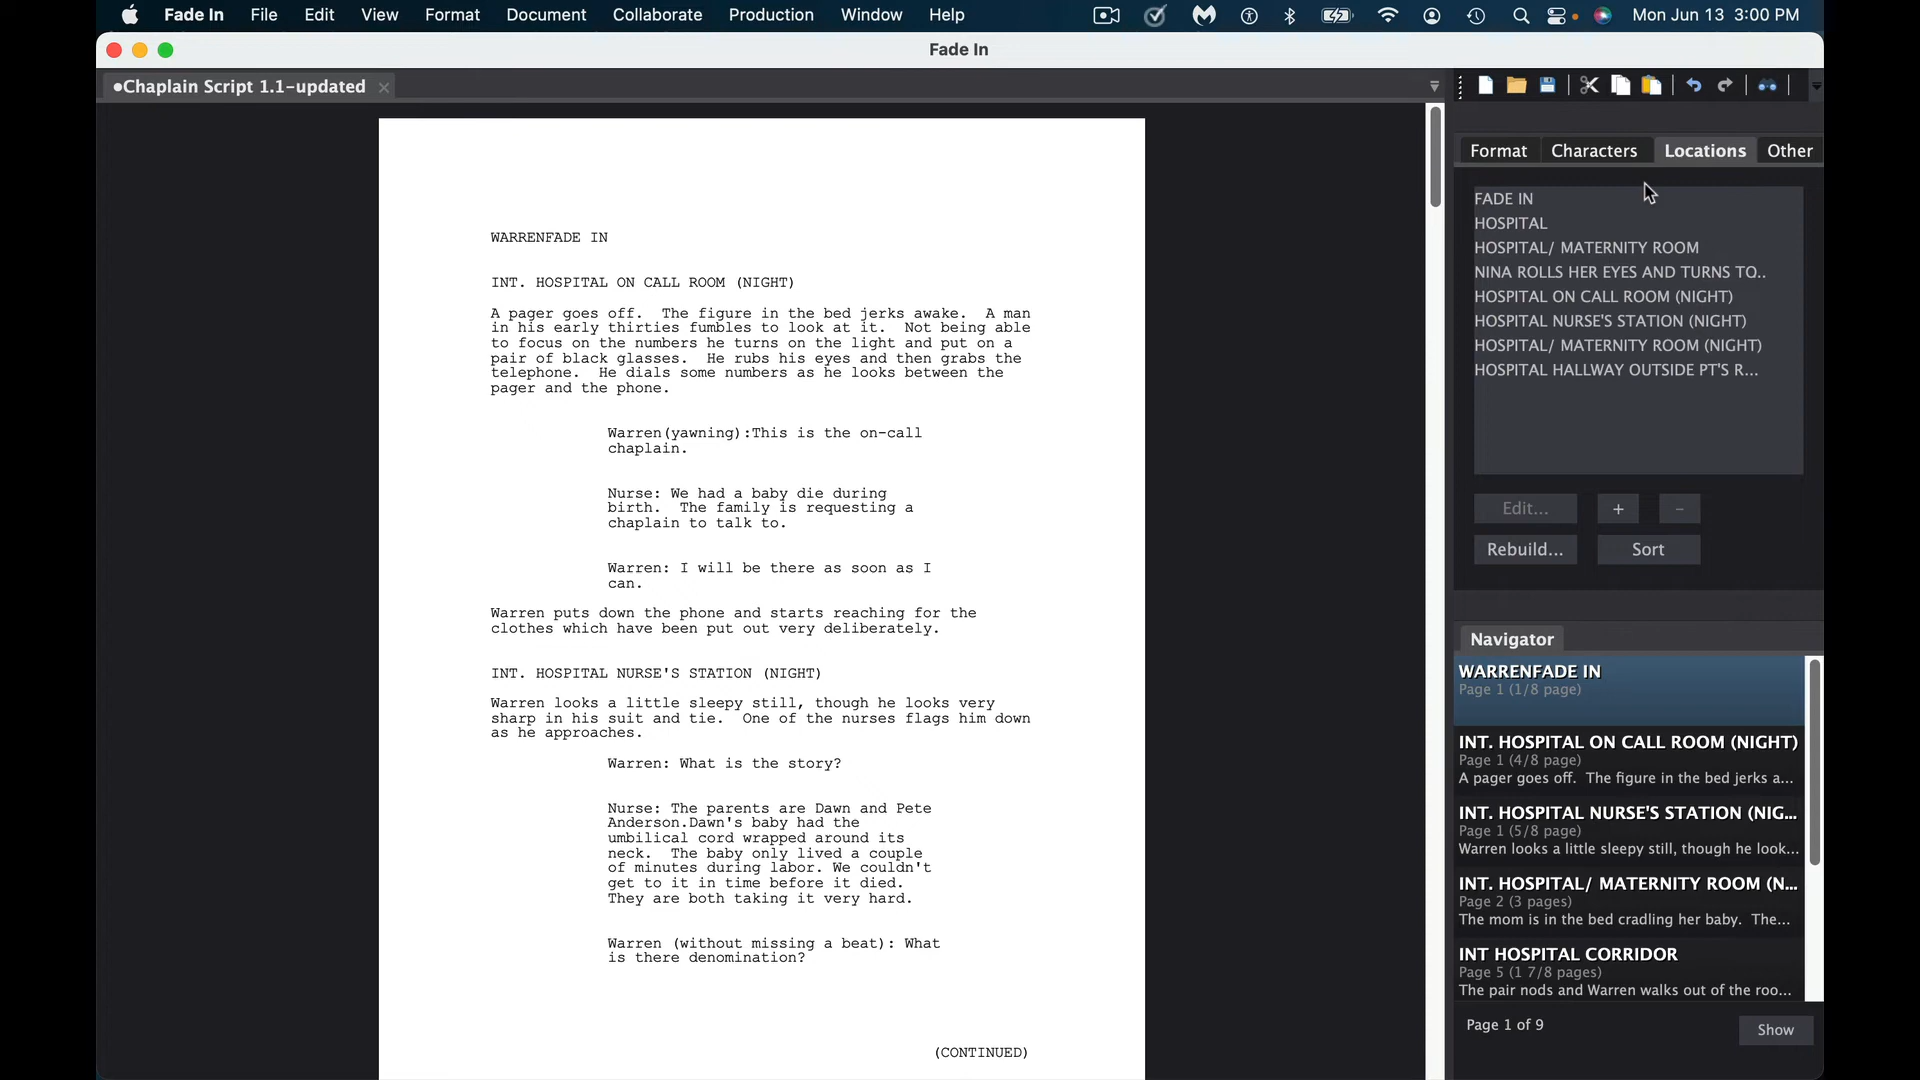 Fade In File Edit View Format Document Collaborate Production Window Help Mon Jun 13 3:00 PM
Fade In
•Chaplain Script 1.1-updated
Format Characters Locations Other
FADE IN
HOSPITAL
HOSPITAL/ MATERNITY ROOM
NINA ROLLS HER EYES AND TURNS TO..
HOSPITAL ON CALL ROOM (NIGHT)
HOSPITAL NURSE'S STATION (NIGHT)
HOSPITAL/ MATERNITY ROOM (NIGHT)
HOSPITAL HALLWAY OUTSIDE PT'S R...
Edit... + -
Rebuild... Sort
WARRENFADE IN
INT. HOSPITAL ON CALL ROOM (NIGHT)
A pager goes off.  The figure in the bed jerks awake.  A man
in his early thirties fumbles to look at it.  Not being able
to focus on the numbers he turns on the light and put on a
pair of black glasses.  He rubs his eyes and then grabs the
telephone.  He dials some numbers as he looks between the
pager and the phone.
Warren(yawning):This is the on-call
chaplain.
Nurse: We had a baby die during
birth.  The family is requesting a
chaplain to talk to.
Warren: I will be there as soon as I
can.
Warren puts down the phone and starts reaching for the
clothes which have been put out very deliberately.
INT. HOSPITAL NURSE'S STATION (NIGHT)
Warren looks a little sleepy still, though he looks very
sharp in his suit and tie.  One of the nurses flags him down
as he approaches.
Warren: What is the story?
Nurse: The parents are Dawn and Pete
Anderson.Dawn's baby had the
umbilical cord wrapped around its
neck.  The baby only lived a couple
of minutes during labor. We couldn't
get to it in time before it died.
They are both taking it very hard.
Warren (without missing a beat): What
is there denomination?
(CONTINUED)
Navigator
WARRENFADE IN
Page 1 (1/8 page)
INT. HOSPITAL ON CALL ROOM (NIGHT)
Page 1 (4/8 page)
A pager goes off.  The figure in the bed jerks a...
INT. HOSPITAL NURSE'S STATION (NIG...
Page 1 (5/8 page)
Warren looks a little sleepy still, though he look...
INT. HOSPITAL/ MATERNITY ROOM (N...
Page 2 (3 pages)
The mom is in the bed cradling her baby.  The...
INT HOSPITAL CORRIDOR
Page 5 (1 7/8 pages)
The pair nods and Warren walks out of the roo...
Page 1 of 9 Show